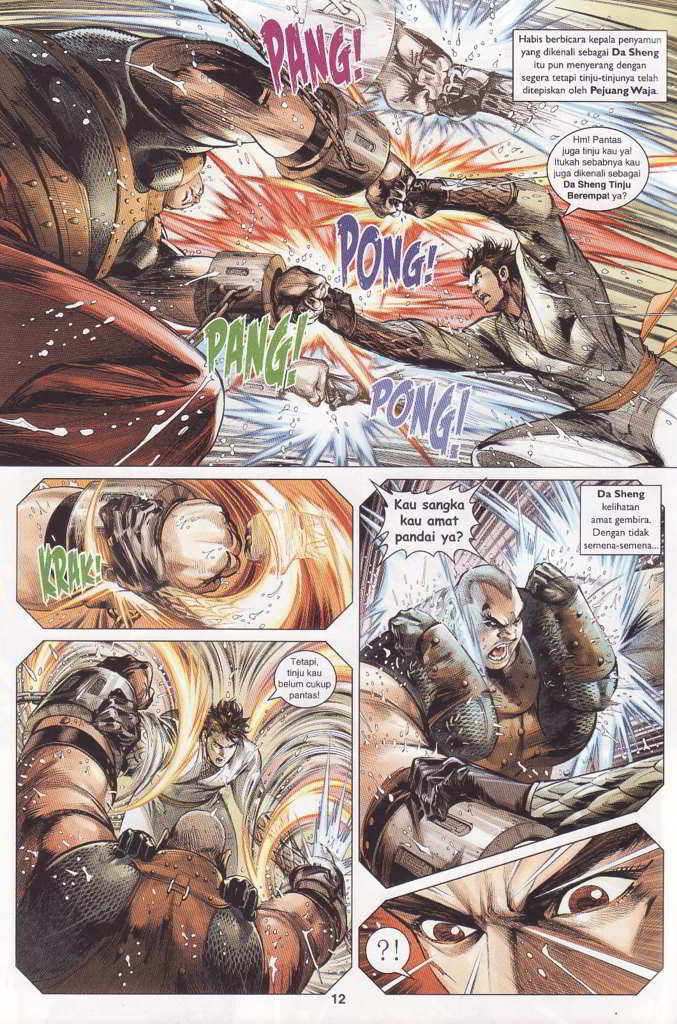 PANG!
Habis berbicara kepala penyamun
yang dikenali sebagai Da Sheng
itu pun menyerang dengan
segera tetapi tinju-tinjunya telah
ditepiskan oleh Pejuang Waja.
Hm! Pantas
juga tinju kau ya!
Itukah sebabnya kau
juga dikenali sebagai
Da Sheng Tinju
Berempat ya?
PONG!
PANG!
PONG!
KRAK!
Tetapi,
tinju kau
belum cukup
pantas!
Kau sangka
kau amat
pandai ya?
Da Sheng
kelihatan
amat gembira.
Dengan tidak
semena-semena...
?!
12